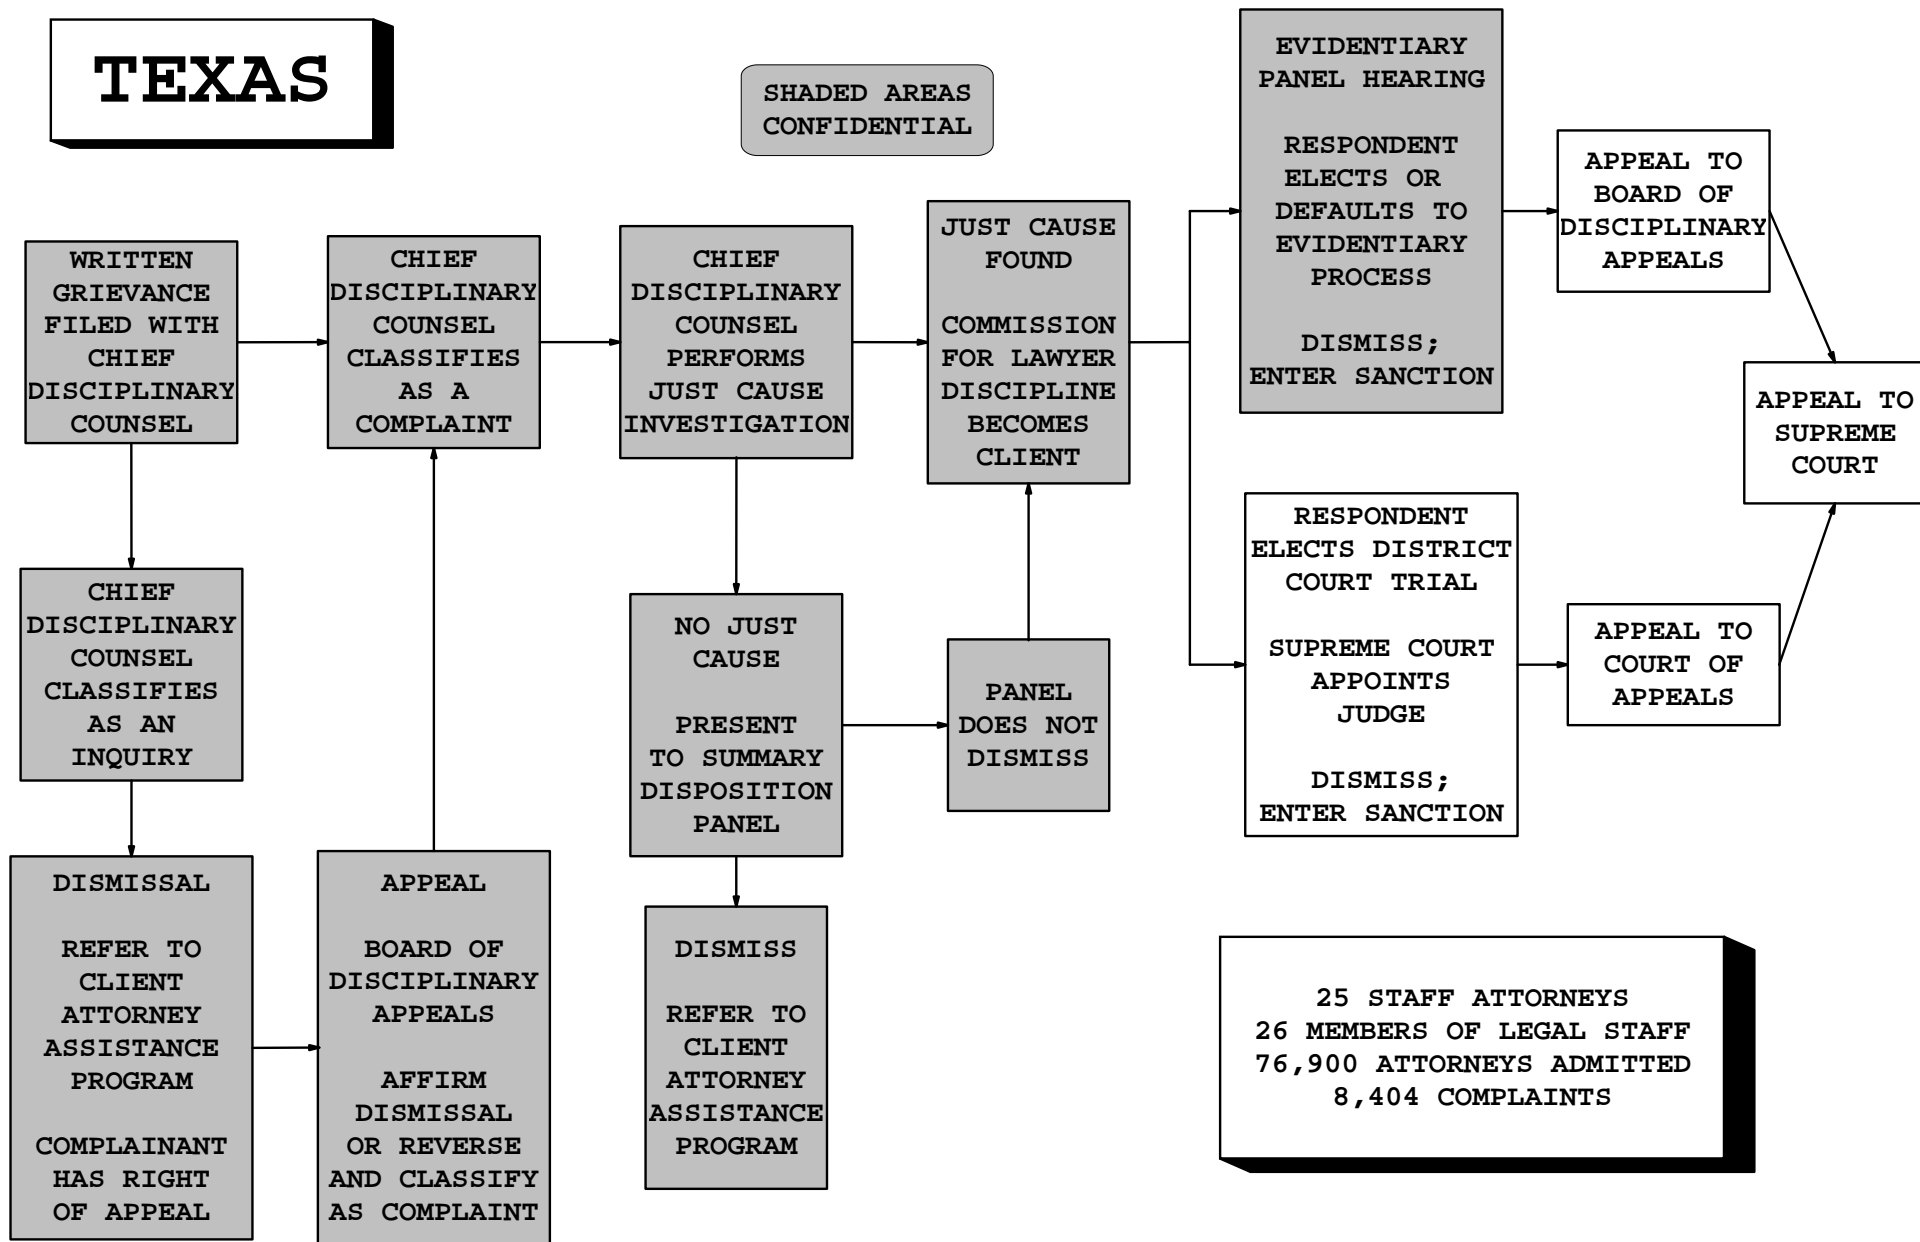 TEXAS
SHADED AREAS
CONFIDENTIAL
WRITTEN
GRIEVANCE
FILED WITH
CHIEF
DISCIPLINARY
COUNSEL
CHIEF
DISCIPLINARY
COUNSEL
CLASSIFIES
AS A
COMPLAINT
CHIEF
DISCIPLINARY
COUNSEL
PERFORMS
JUST CAUSE
INVESTIGATION
JUST CAUSE
FOUND
COMMISSION
FOR LAWYER
DISCIPLINE
BECOMES
CLIENT
EVIDENTIARY
PANEL HEARING
RESPONDENT
ELECTS OR
DEFAULTS TO
EVIDENTIARY
PROCESS
DISMISS;
ENTER SANCTION
APPEAL TO
BOARD OF
DISCIPLINARY
APPEALS
APPEAL TO
SUPREME
COURT
CHIEF
DISCIPLINARY
COUNSEL
CLASSIFIES
AS AN
INQUIRY
NO JUST
CAUSE
PRESENT
TO SUMMARY
DISPOSITION
PANEL
PANEL
DOES NOT
DISMISS
RESPONDENT
ELECTS DISTRICT
COURT TRIAL
SUPREME COURT
APPOINTS
JUDGE
DISMISS;
ENTER SANCTION
APPEAL TO
COURT OF
APPEALS
DISMISSAL
REFER TO
CLIENT
ATTORNEY
ASSISTANCE
PROGRAM
COMPLAINANT
HAS RIGHT
OF APPEAL
APPEAL
BOARD OF
DISCIPLINARY
APPEALS
AFFIRM
DISMISSAL
OR REVERSE
AND CLASSIFY
AS COMPLAINT
DISMISS
REFER TO
CLIENT
ATTORNEY
ASSISTANCE
PROGRAM
25 STAFF ATTORNEYS
26 MEMBERS OF LEGAL STAFF
76,900 ATTORNEYS ADMITTED
8,404 COMPLAINTS